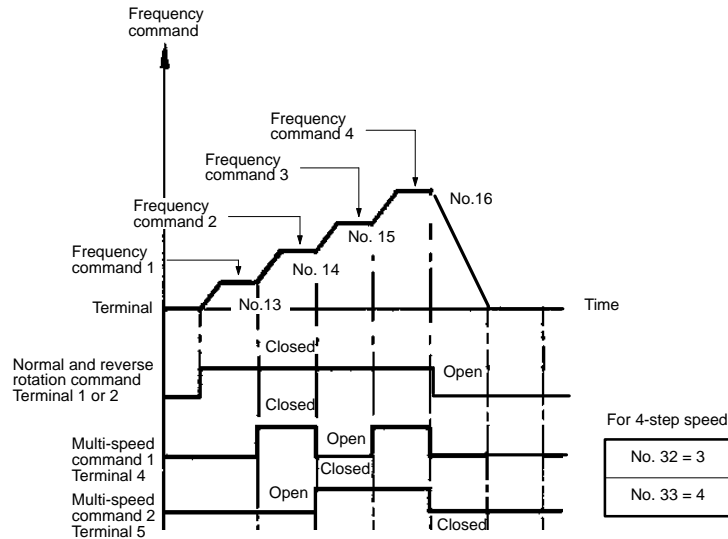 Frequency
command
Frequency
command 4
Frequency
command 3
No.16
Frequency
command 2
No. 15
Frequency
command 1
No. 14
No.13
Terminal
Time
Closed
Normal and reverse
rotation command
Terminal 1 or 2
Open
Closed
For 4-step speed
Multi-speed
command 1
Terminal 4
Open
Closed
No. 32 = 3
Multi-speed
command 2
Terminal 5
Open
Closed
No. 33 = 4